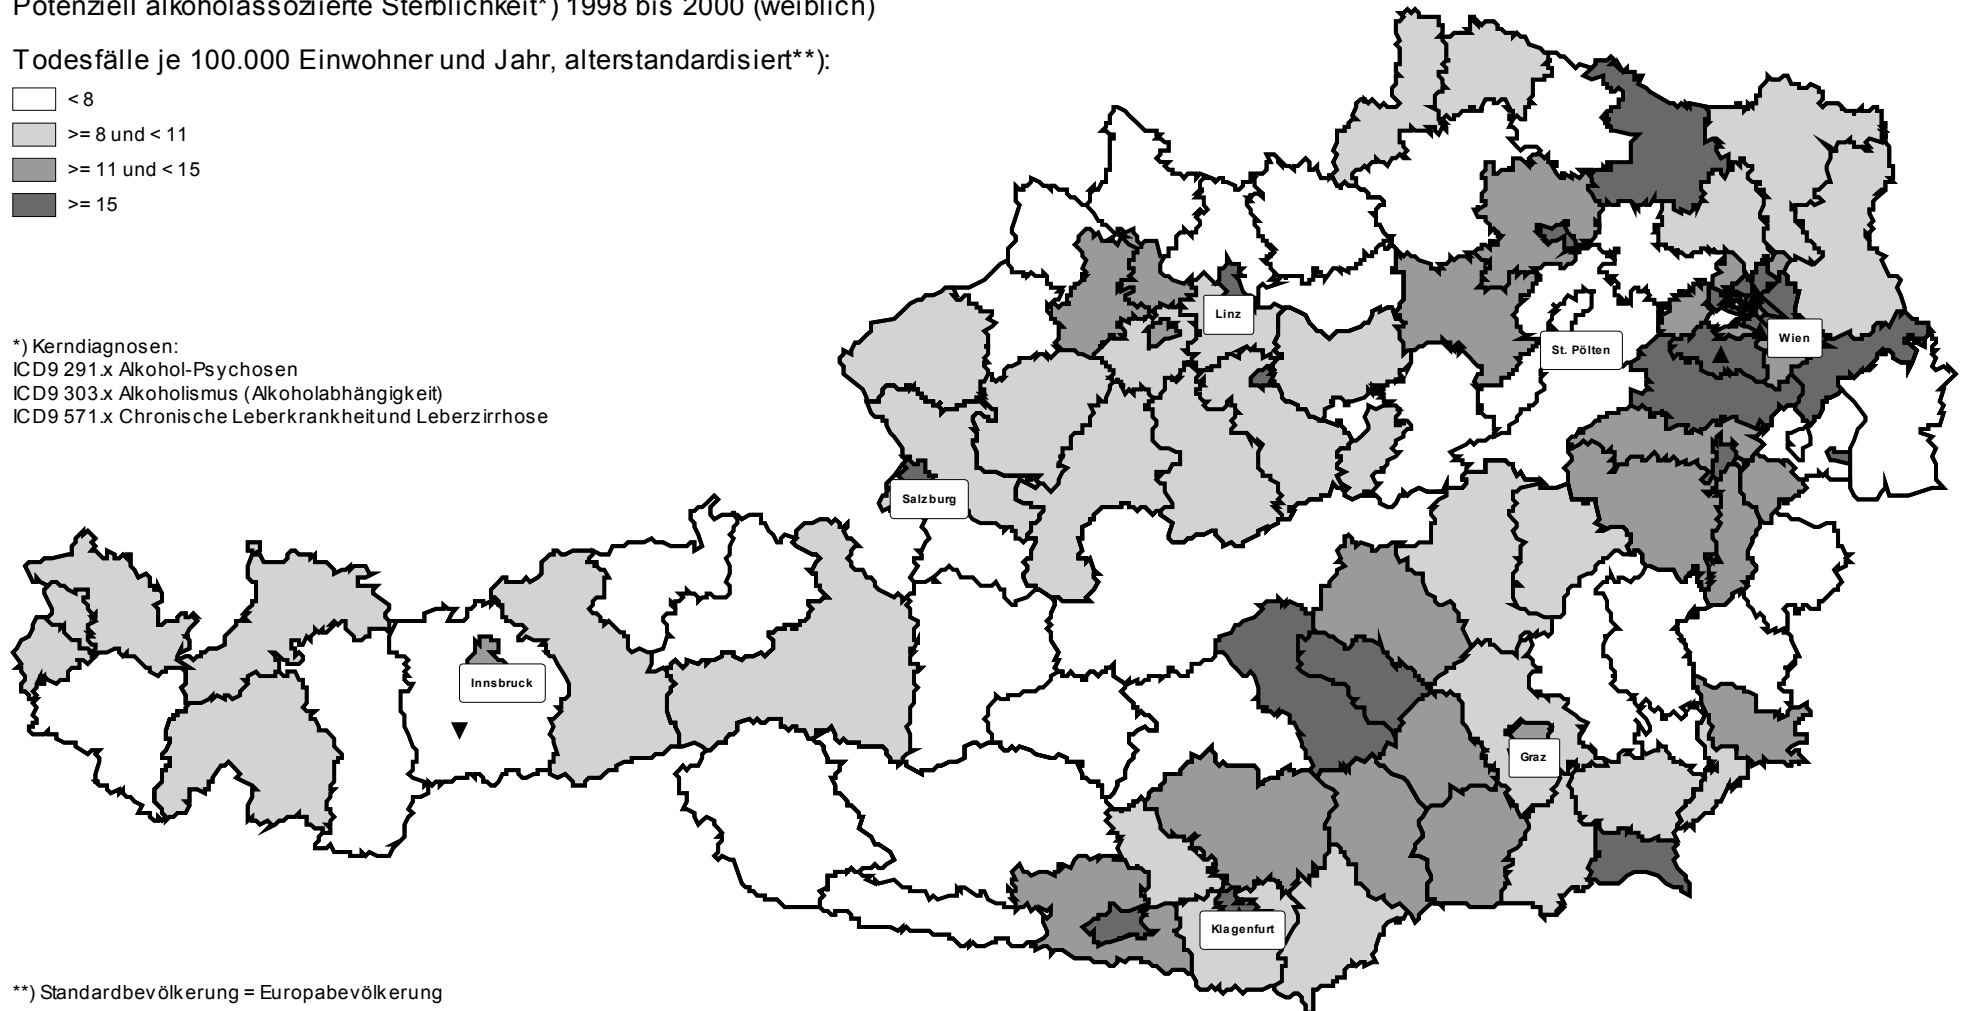 Potenziell alkoholassoziierte Sterblichkeit*) 1998 bis 2000 (weiblich)
Todesfälle je 100.000 Einwohner und Jahr, alterstandardisiert**):
< 8
>= 8 und < 11
>= 11 und < 15
>= 15
*) Kerndiagnosen:
ICD9 291.x Alkohol-Psychosen
ICD9 303.x Alkoholismus (Alkoholabhängigkeit)
ICD9 571.x Chronische Leberkrankheit und Leberzirrhose
Linz
Wien
St. Pölten
Salzburg
Innsbruck
Graz
Klagenfurt
**) Standardbevölkerung = Europabevölkerung